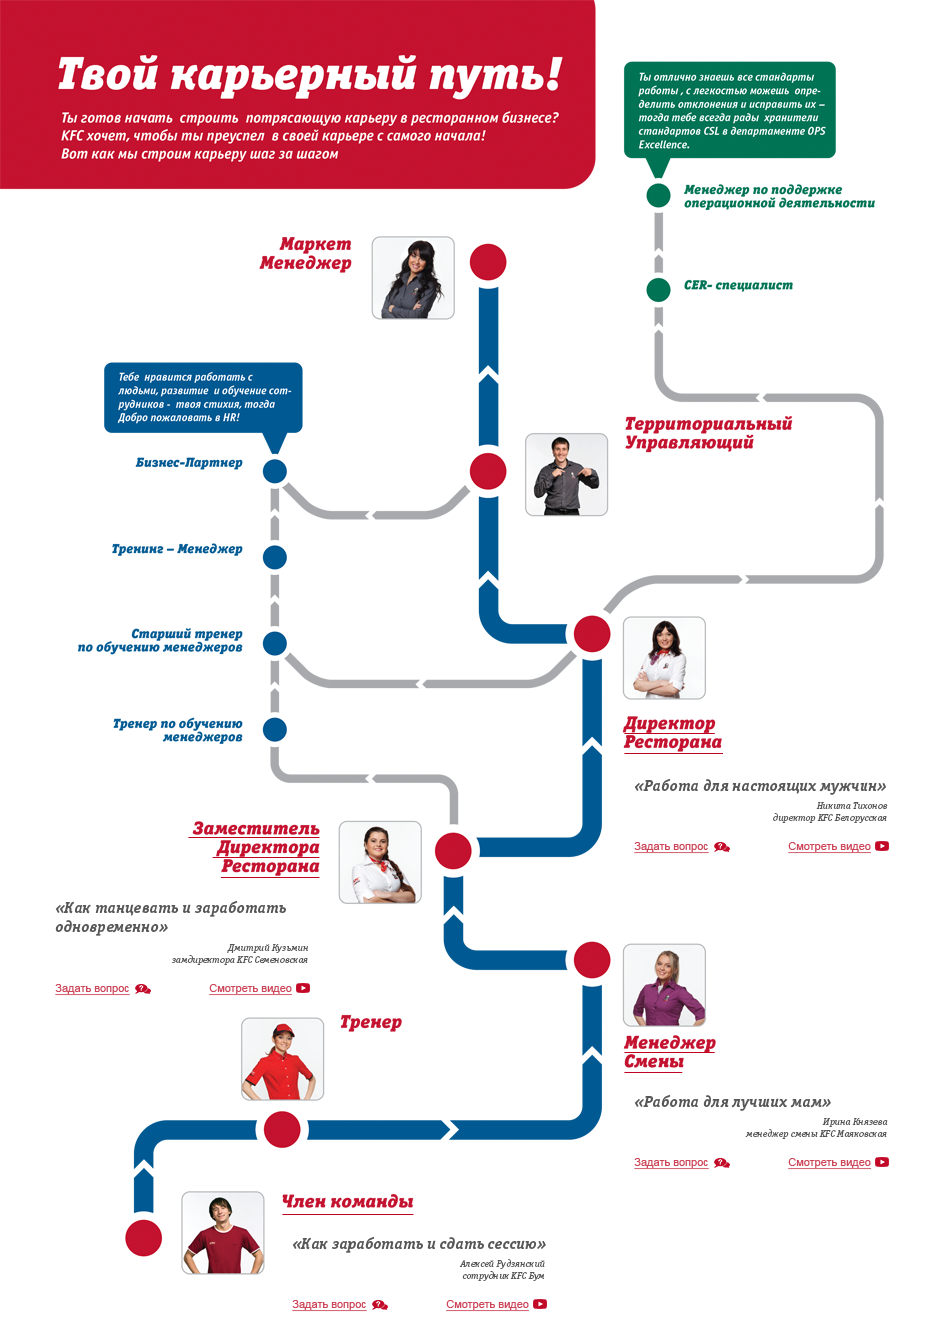 Твой карьерный путь!
Ты готов начать строить потрясающую карьеру в ресторанном бизнесе?
KFC хочет, чтобы ты преуспел в своей карьере с самого начала!
Вот как мы строим карьеру шаг за шагом
Ты отлично знаешь все стандарты
работы , с легкостью можешь опре-
делить отклонения и исправить их –
тогда тебе всегда рады хранители
стандартов CSL в департаменте OPS
Excellence.
Менеджер по поддержке
операционной деятельности
CER- специалист
Маркет
Менеджер
Тебе нравится работать с
людьми, развитие и обучение сот-
рудников - твоя стихия, тогда
Добро пожаловать в HR!
Территориальный
Управляющий
Бизнес-Партнер
Тренинг – Менеджер
Старший тренер
по обучению менеджеров
Тренер по обучению
менеджеров
Директор
Ресторана
«Работа для настоящих мужчин»
Никита Тихонов
директор KFC Белорусская
Задать вопрос
Смотреть видео
Заместитель
Директора
Ресторана
«Как танцевать и заработать
одновременно»
Дмитрий Кузьмин
замдиректора KFC Семеновская
Задать вопрос
Смотреть видео
Тренер
Менеджер
Смены
«Работа для лучших мам»
Ирина Князева
менеджер смены KFC Маяковская
Задать вопрос
Смотреть видео
Член команды
«Как заработать и сдать сессию»
Алексей Рудзянский
сотрудник KFC Бум
Задать вопрос
Смотреть видео